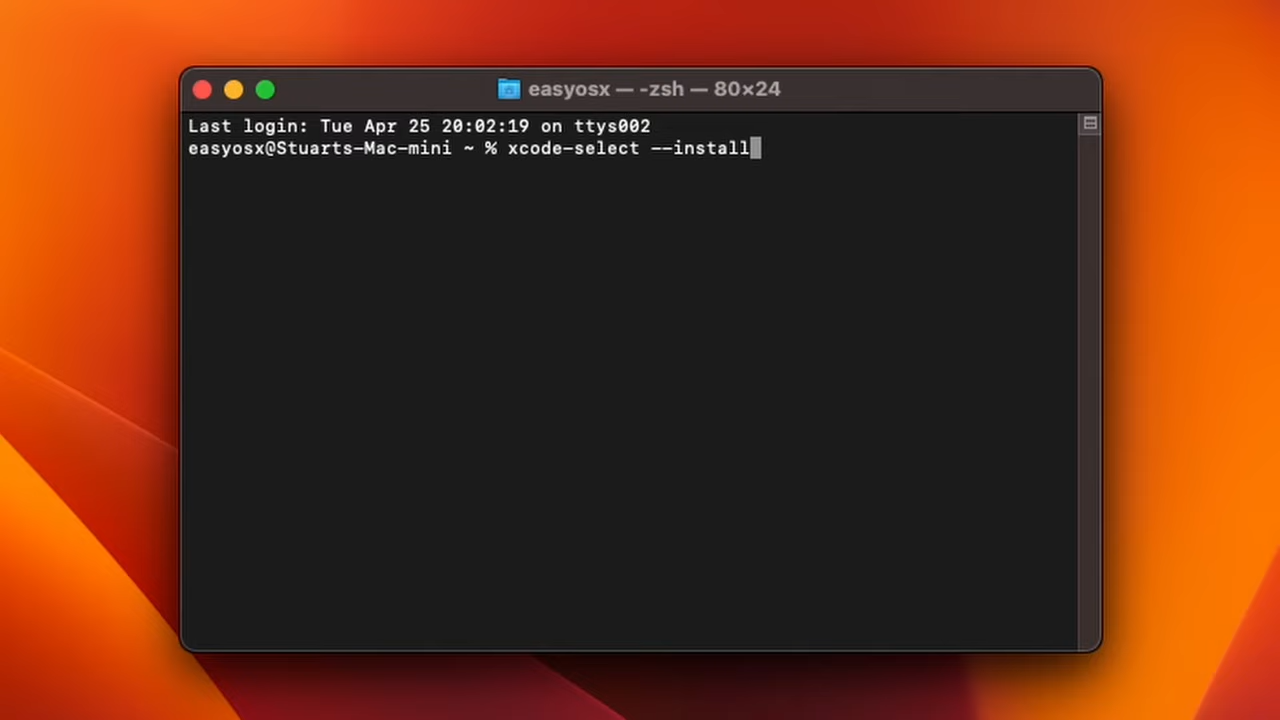 easyosx — -zsh — 80×24
Last login: Tue Apr 25 20:02:19 on ttys002
easyosx@Stuarts-Mac-mini ~ % xcode-select --install